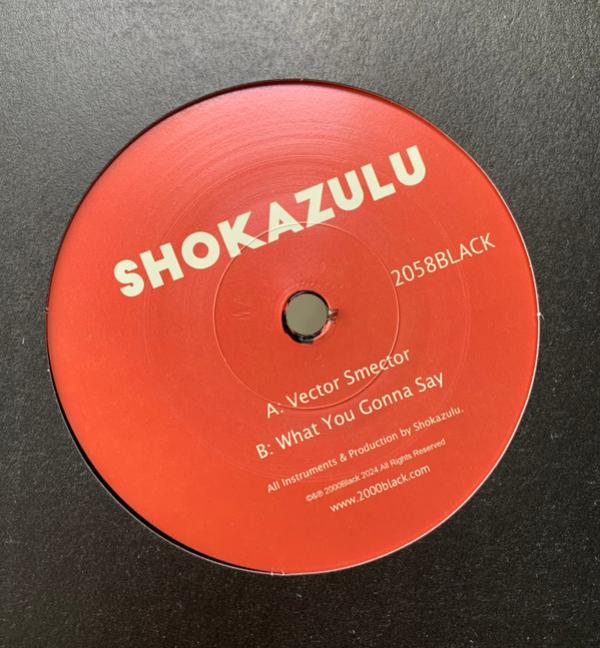 SHOKAZULU
2058BLACK
A: Vector Smector
B: What You Gonna Say
All Instruments & Production by Shokazulu.
©&℗ 2000Black 2024 All Rights Reserved
www.2000black.com